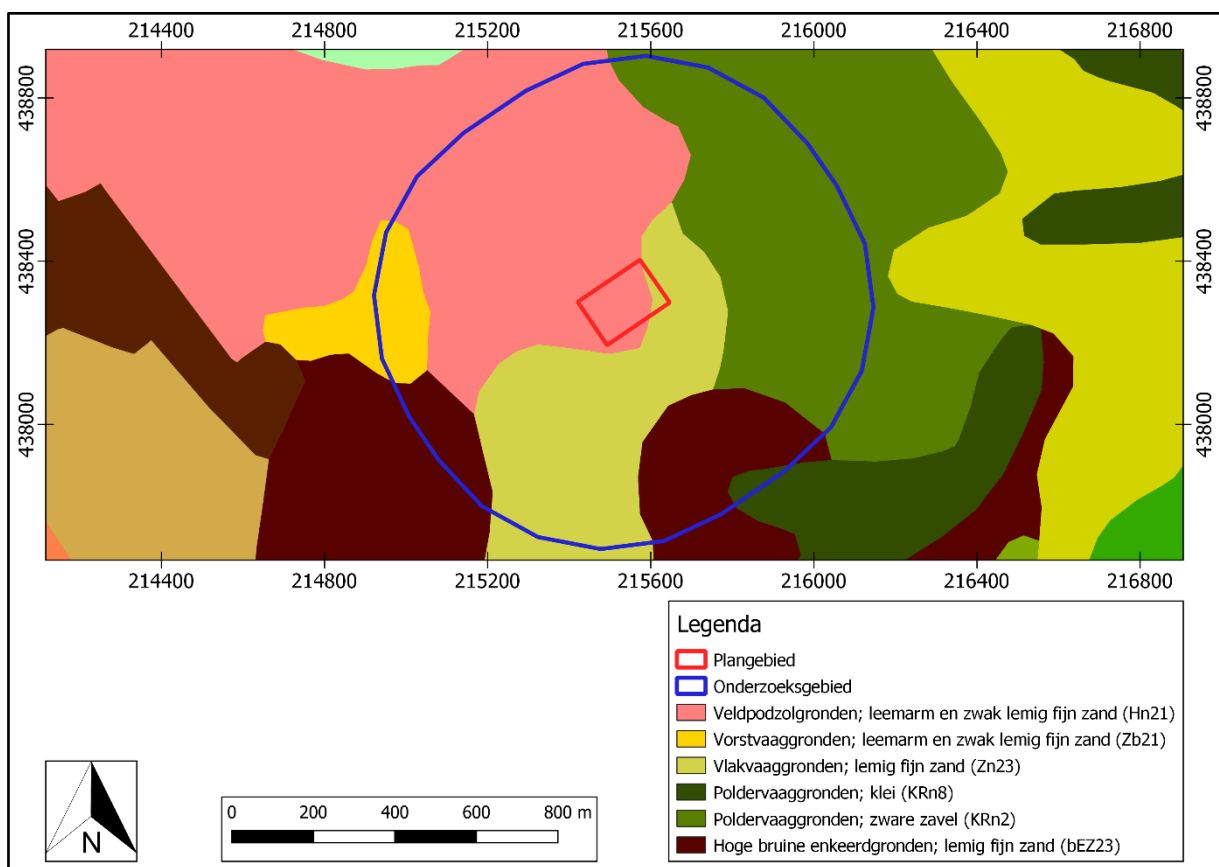 214400 214800 215200 215600 216000 216400 216800
438800 438800
438400 438400
438000 438000
214400 214800 215200 215600 216000 216400 216800
Legenda
Plangebied
Onderzoeksgebied
Veldpodzolgronden; leemarm en zwak lemig fijn zand (Hn21)
Vorstvaaggronden; leemarm en zwak lemig fijn zand (Zb21)
Vlakvaaggronden; lemig fijn zand (Zn23)
Poldervaaggronden; klei (KRn8)
Poldervaaggronden; zware zavel (KRn2)
Hoge bruine enkeerdgronden; lemig fijn zand (bEZ23)
N
0 200 400 600 800 m